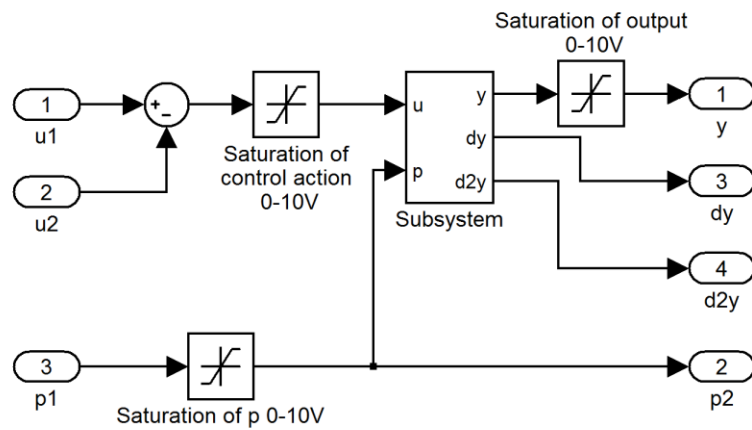 Saturation of output
0-10V
1
u1
+
-
Saturation of
control action
0-10V
u
p
y
dy
d2y
Subsystem
1
y
2
u2
3
dy
4
d2y
3
p1
Saturation of p 0-10V
2
p2